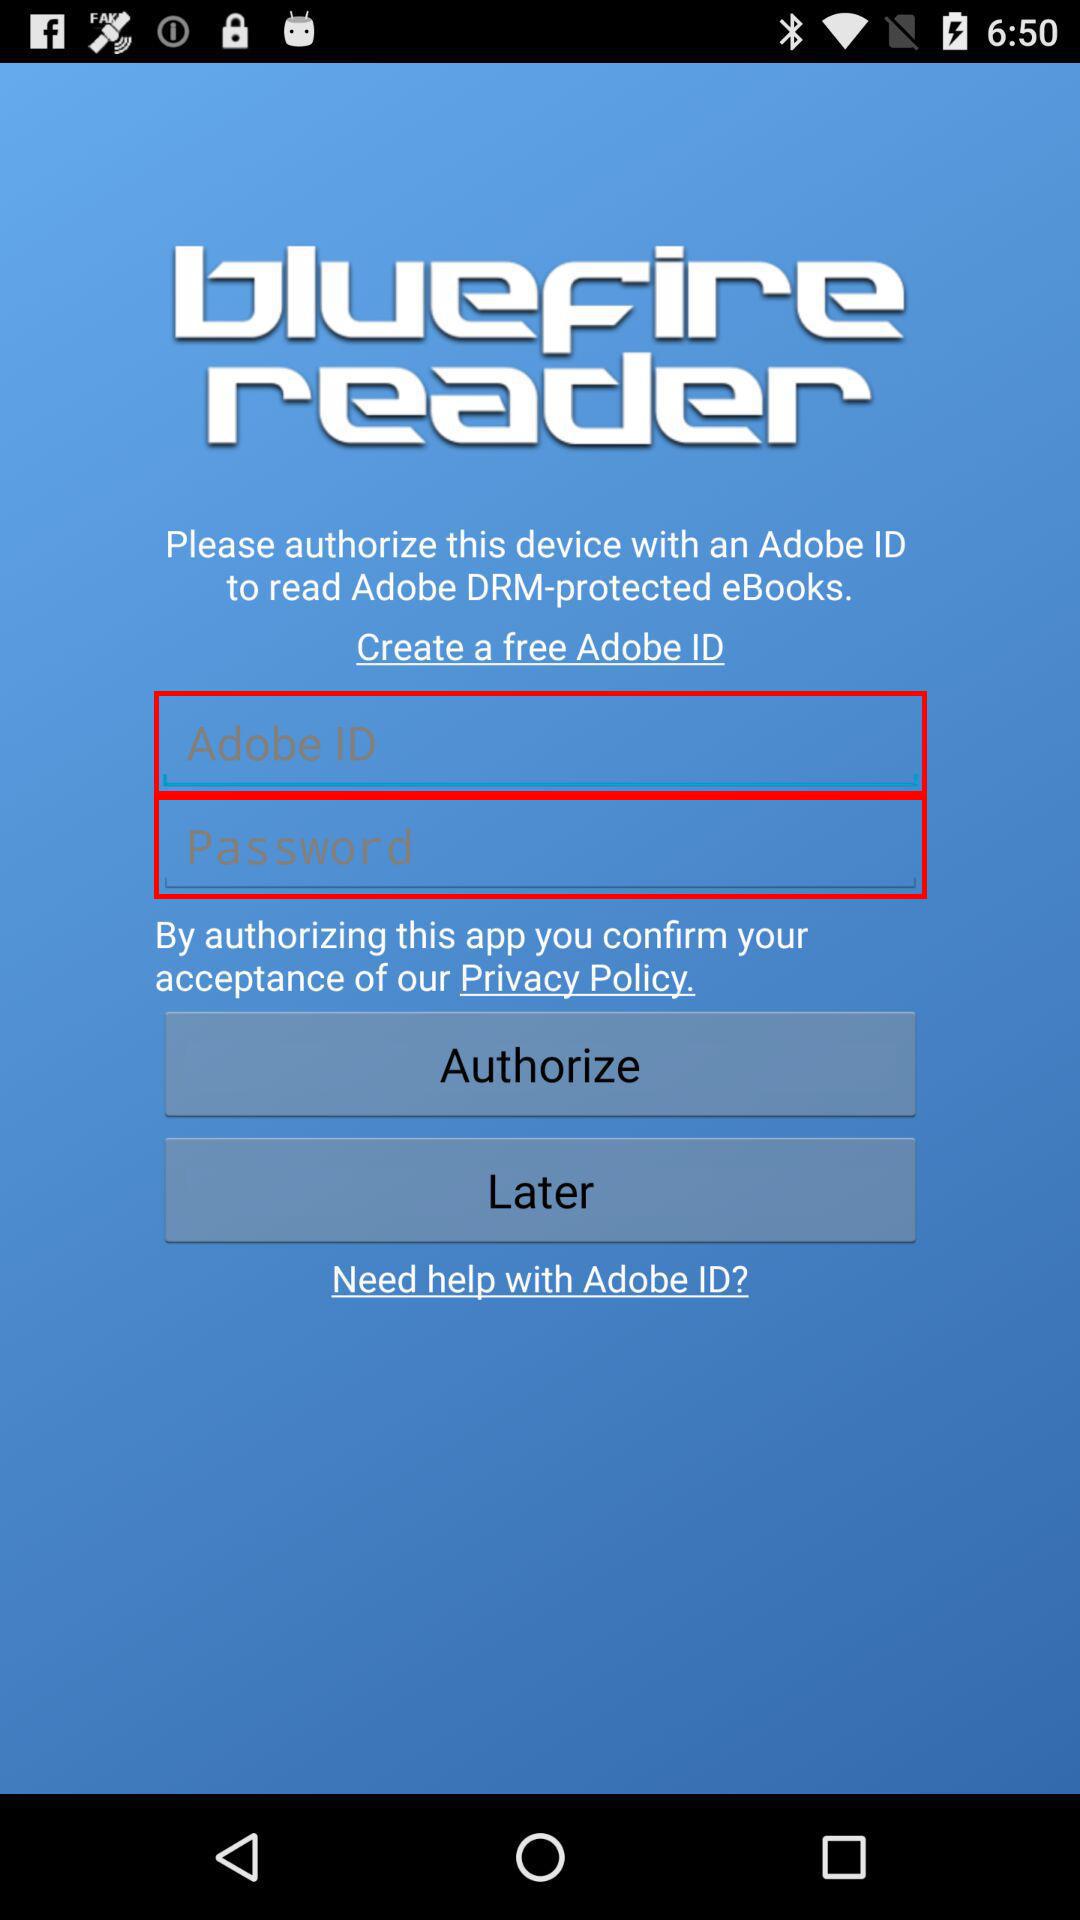 FAK
6:50
bluefire
reader
Please authorize this device with an Adobe ID
to read Adobe DRM-protected eBooks.
Create a free Adobe ID
Adobe ID
Password
By authorizing this app you confirm your
acceptance of our Privacy Policy.
Authorize
Later
Need help with Adobe ID?